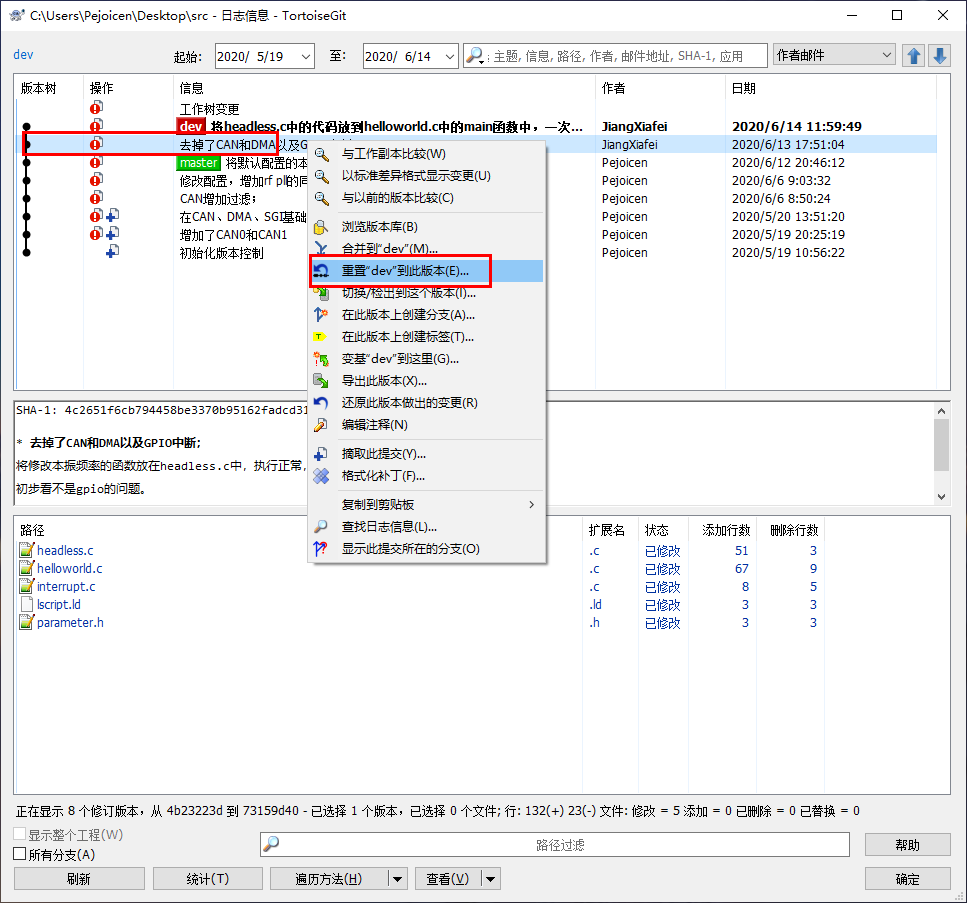 C:\Users\Pejoicen\Desktop\src - 日志信息 - TortoiseGit
dev
起始: 2020/ 5/19 至: 2020/ 6/14 主题, 信息, 路径, 作者, 邮件地址, SHA-1, 应用 作者邮件
版本树 操作 信息 作者 日期
工作树变更
dev 将headless.c中的代码放到helloworld.c中的main函数中，一次... JiangXiafei 2020/6/14 11:59:49
去掉了CAN和DMA以及G JiangXiafei 2020/6/13 17:51:04
master 将默认配置的本 Pejoicen 2020/6/12 20:46:12
修改配置，增加rf pl的同 Pejoicen 2020/6/6 9:03:32
CAN增加过滤； Pejoicen 2020/6/6 8:50:24
在CAN、DMA、SGI基础 Pejoicen 2020/5/20 13:51:20
增加了CAN0和CAN1 Pejoicen 2020/5/19 20:25:19
初始化版本控制 Pejoicen 2020/5/19 10:56:22
与工作副本比较(W)
以标准差异格式显示变更(U)
与以前的版本比较(C)
浏览版本库(B)
合并到“dev”(M)...
重置“dev”到此版本(E)...
切换/检出到这个版本(I)...
在此版本上创建分支(A)...
在此版本上创建标签(T)...
变基“dev”到这里(G)...
导出此版本(X)...
还原此版本做出的变更(R)
编辑注释(N)
摘取此提交(Y)...
格式化补丁(F)...
复制到剪贴板
查找日志信息(L)...
显示此提交所在的分支(O)
SHA-1: 4c2651f6cb794458be3370b95162fadcd31
* 去掉了CAN和DMA以及GPIO中断；
将修改本振频率的函数放在headless.c中，执行正常，
初步看不是gpio的问题。
路径 扩展名 状态 添加行数 删除行数
headless.c .c 已修改 51 3
helloworld.c .c 已修改 67 9
interrupt.c .c 已修改 8 5
lscript.ld .ld 已修改 3 3
parameter.h .h 已修改 3 3
正在显示 8 个修订版本，从 4b23223d 到 73159d40 - 已选择 1 个版本，已选择 0 个文件; 行: 132(+) 23(-) 文件: 修改 = 5 添加 = 0 已删除 = 0 已替换 = 0
显示整个工程(W)
所有分支(A)
路径过滤 帮助
刷新 统计(T) 遍历方法(H) 查看(V) 确定